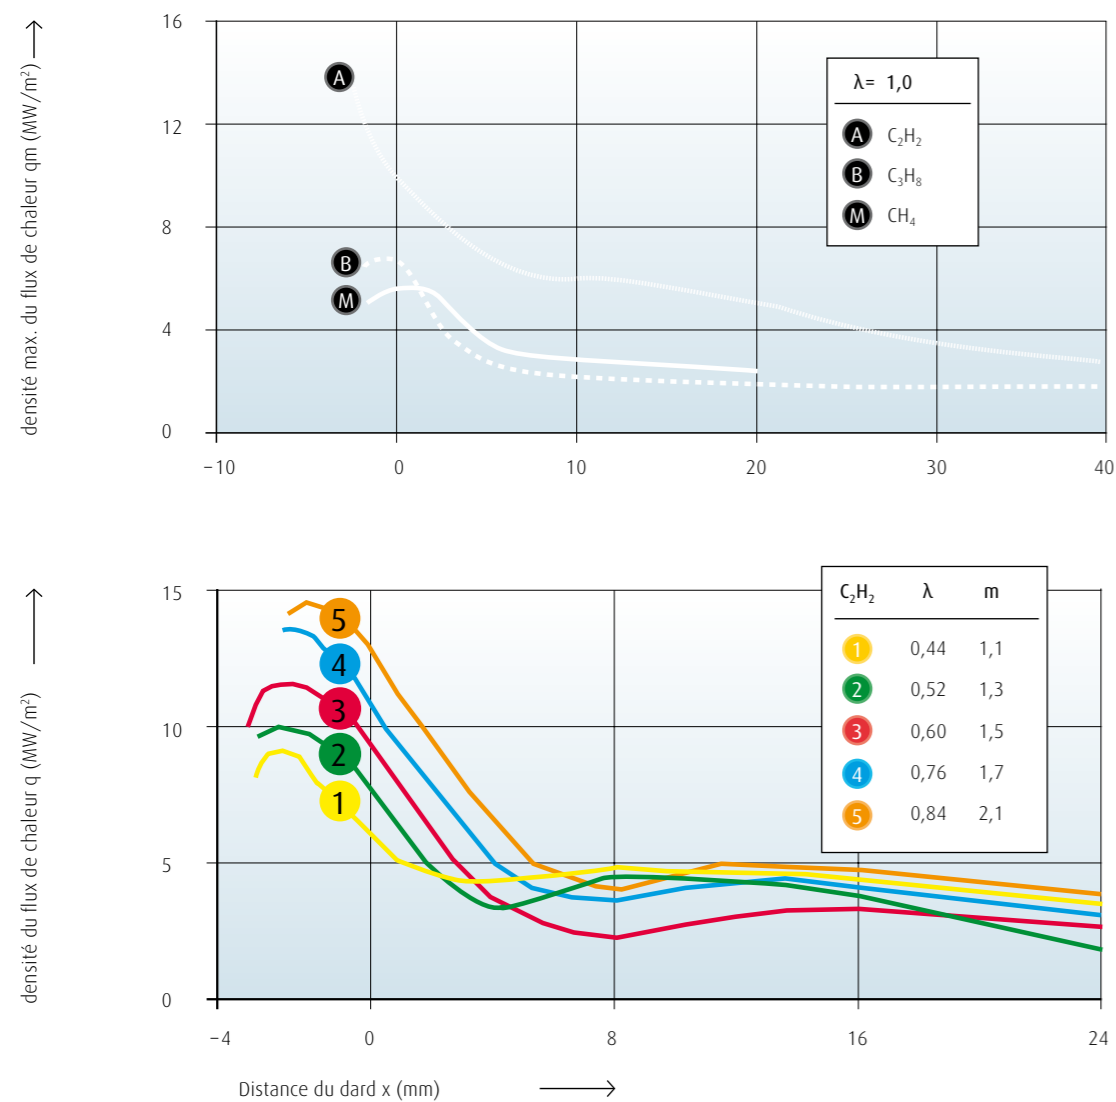 densité max. du flux de chaleur qm (MW/m²)
16
12
8
4
0
−10
0
10
20
30
40
A
B
M
λ= 1,0
A C₂H₂
B C₃H₈
M CH₄
densité du flux de chaleur q (MW/m²)
15
10
5
0
−4
0
8
16
24
5
4
3
2
1
C₂H₂ λ m
1 0,44 1,1
2 0,52 1,3
3 0,60 1,5
4 0,76 1,7
5 0,84 2,1
Distance du dard x (mm)